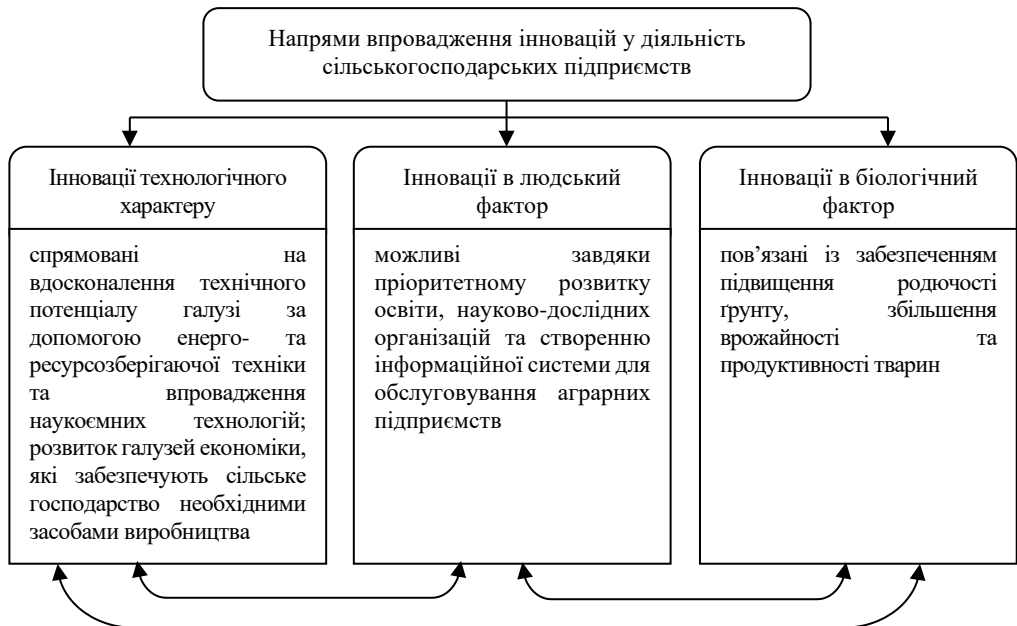 Напрями впровадження інновацій у діяльність
сільськогосподарських підприємств
Інновації технологічного
характеру
спрямовані на
вдосконалення технічного
потенціалу галузі за
допомогою енерго- та
ресурсозберігаючої техніки
та впровадження
наукоємних технологій;
розвиток галузей економіки,
які забезпечують сільське
господарство необхідними
засобами виробництва
Інновації в людський
фактор
можливі завдяки
пріоритетному розвитку
освіти, науково-дослідних
організацій та створенню
інформаційної системи для
обслуговування аграрних
підприємств
Інновації в біологічний
фактор
пов’язані із забезпеченням
підвищення родючості
ґрунту, збільшення
врожайності та
продуктивності тварин